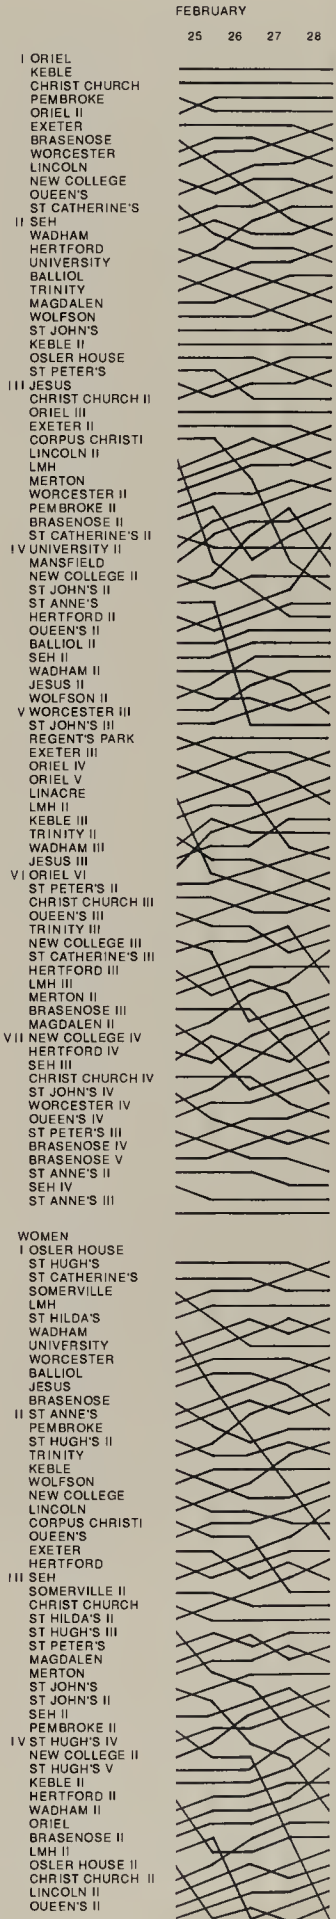 FEBRUARY
25 26 27 28
I ORIEL
KEBLE
CHRIST CHURCH
PEMBROKE
ORIEL II
EXETER
BRASENOSE
WORCESTER
LINCOLN
NEW COLLEGE
QUEEN'S
ST CATHERINE'S
II SEH
WADHAM
HERTFORD
UNIVERSITY
BALLIOL
TRINITY
MAGDALEN
WOLFSON
ST JOHN'S
KEBLE II
OSLER HOUSE
ST PETER'S
III JESUS
CHRIST CHURCH II
ORIEL III
EXETER II
CORPUS CHRISTI
LINCOLN II
LMH
MERTON
WORCESTER II
PEMBROKE II
BRASENOSE II
ST CATHERINE'S II
IV UNIVERSITY II
MANSFIELD
NEW COLLEGE II
ST JOHN'S II
ST ANNE'S
HERTFORD II
QUEEN'S II
BALLIOL II
SEH II
WADHAM II
JESUS II
WOLFSON II
V WORCESTER III
ST JOHN'S III
REGENT'S PARK
EXETER III
ORIEL IV
ORIEL V
LINACRE
LMH II
KEBLE III
TRINITY II
WADHAM III
JESUS III
VI ORIEL VI
ST PETER'S II
CHRIST CHURCH III
QUEEN'S III
TRINITY III
NEW COLLEGE III
ST CATHERINE'S III
HERTFORD III
LMH III
MERTON II
BRASENOSE III
MAGDALEN II
VII NEW COLLEGE IV
HERTFORD IV
SEH III
CHRIST CHURCH IV
ST JOHN'S IV
WORCESTER IV
QUEEN'S IV
ST PETER'S III
BRASENOSE IV
BRASENOSE V
ST ANNE'S II
SEH IV
ST ANNE'S III
WOMEN
I OSLER HOUSE
ST HUGH'S
ST CATHERINE'S
SOMERVILLE
LMH
ST HILDA'S
WADHAM
UNIVERSITY
WORCESTER
BALLIOL
JESUS
BRASENOSE
II ST ANNE'S
PEMBROKE
ST HUGH'S II
TRINITY
KEBLE
WOLFSON
NEW COLLEGE
LINCOLN
CORPUS CHRISTI
QUEEN'S
EXETER
HERTFORD
III SEH
SOMERVILLE II
CHRIST CHURCH
ST HILDA'S II
ST HUGH'S III
ST PETER'S
MAGDALEN
MERTON
ST JOHN'S
ST JOHN'S II
SEH II
PEMBROKE II
IV ST HUGH'S IV
NEW COLLEGE II
ST HUGH'S V
KEBLE II
HERTFORD II
WADHAM II
ORIEL
BRASENOSE II
LMH II
OSLER HOUSE II
CHRIST CHURCH II
LINCOLN II
QUEEN'S II